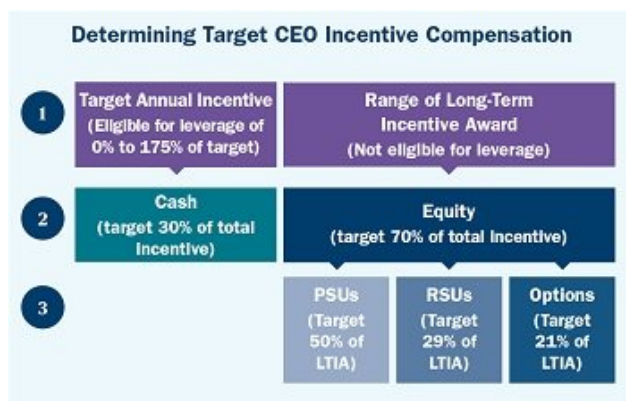 Determining Target CEO Incentive Compensation
1
Target Annual Incentive
(Eligible for leverage of
0% to 175% of target)
Range of Long-Term
Incentive Award
(Not eligible for leverage)
2
Cash
(target 30% of total
incentive)
Equity
(target 70% of total incentive)
3
PSUs
(Target
50% of
LTIA)
RSUs
(Target
29% of
LTIA)
Options
(Target
21% of
LTIA)